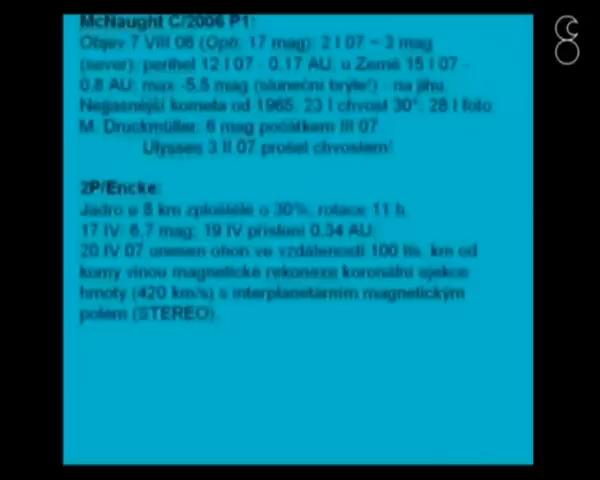 McNaught C/2006 P1:
Objev 7 VIII 06 (Oph; 17 mag); 2 I 07 ~ 3 mag
(sever); perihel 12 I 07 - 0,17 AU; u Země 15 I 07 -
0,8 AU; max -5,5 mag (sluneční brýle!) - na jihu.
Nejjasnější kometa od 1965. 23 I chvost 30°; 28 I foto
M. Druckmüller; 6 mag počátkem III 07.
Ulysses 3 II 07 prošel chvostem!
2P/Encke:
Jádro ø 8 km zploštělé o 30%; rotace 11 h.
17 IV: 6,7 mag; 19 IV přísluní 0,34 AU;
20 IV 07 unesen ohon ve vzdálenosti 100 tis. km od
komy vlnou magnetické rekonexe koronální ejekce
hmoty (420 km/s) s interplanetárním magnetickým
polem (STEREO).